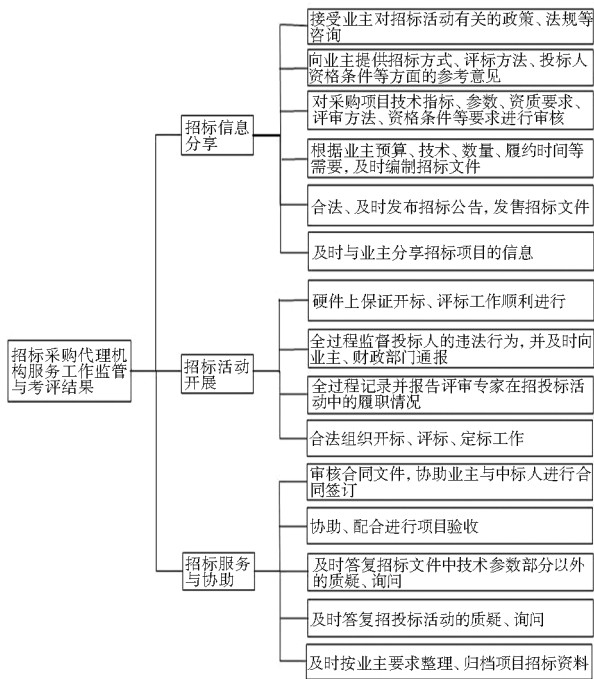 招标采购代理机
构服务工作监管
与考评结果
招标信息
分享
接受业主对招标活动有关的政策、法规等
咨询
向业主提供招标方式、评标方法、投标人
资格条件等方面的参考意见
对采购项目技术指标、参数、资质要求、
评审方法、资格条件等要求进行审核
根据业主预算、技术、数量、履约时间等
需要,及时编制招标文件
合法、及时发布招标公告,发售招标文件
及时与业主分享招标项目的信息
招标活动
开展
硬件上保证开标、评标工作顺利进行
全过程监督投标人的违法行为,并及时向
业主、财政部门通报
全过程记录并报告评审专家在招投标活
动中的履职情况
合法组织开标、评标、定标工作
招标服务
与协助
审核合同文件,协助业主与中标人进行合
同签订
协助、配合进行项目验收
及时答复招标文件中技术参数部分以外
的质疑、询问
及时答复招投标活动的质疑、询问
及时按业主要求整理、归档项目招标资料